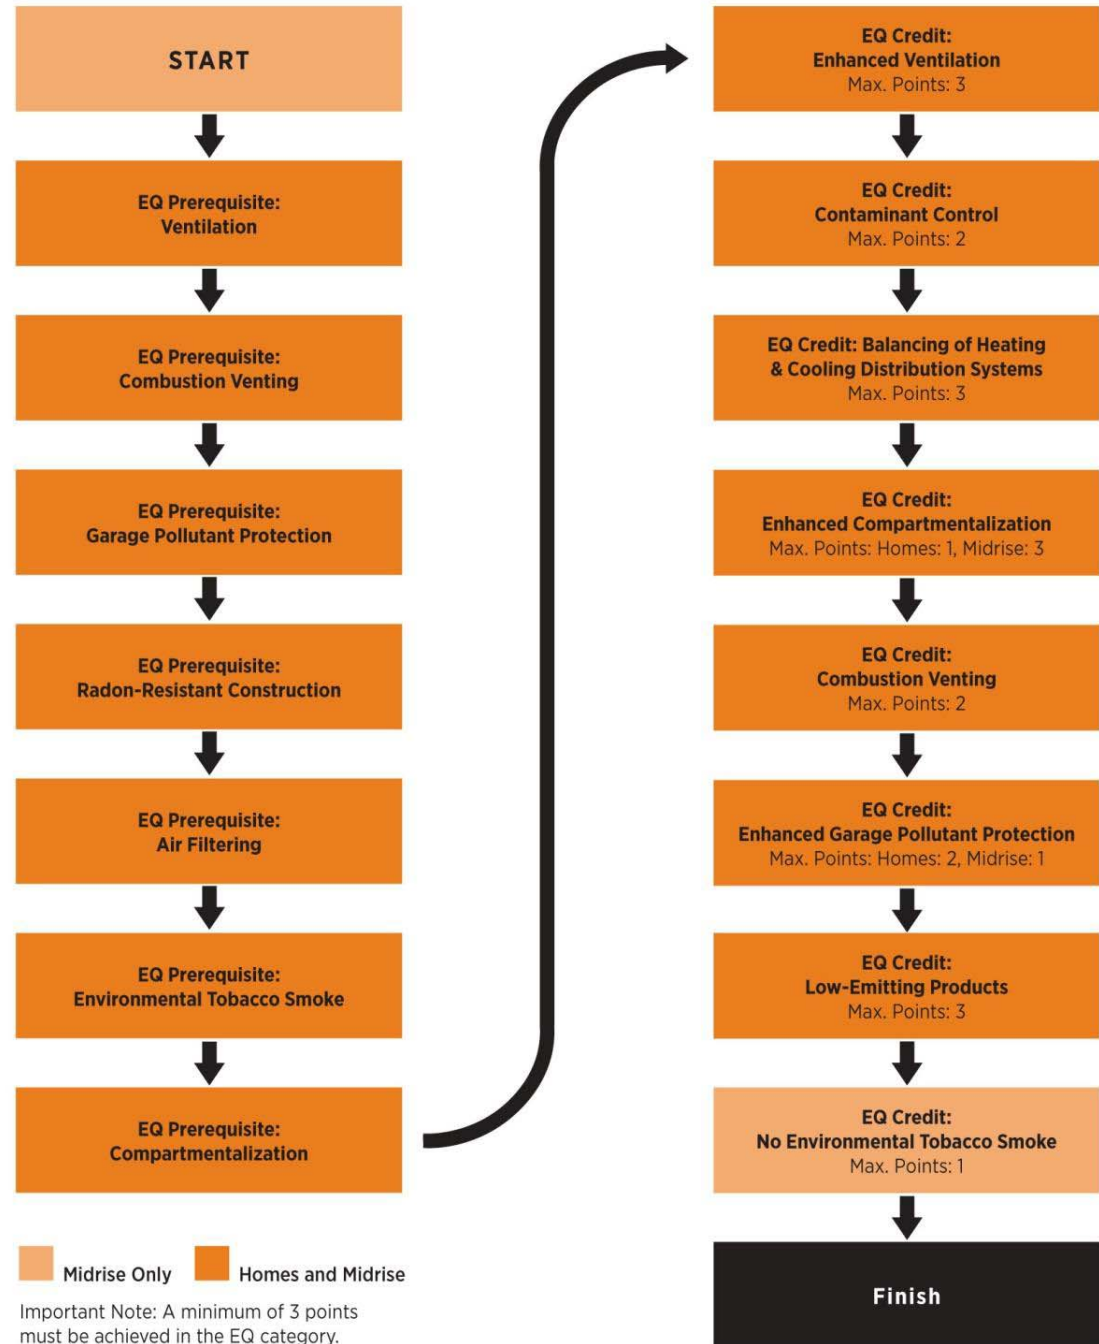 START
EQ Prerequisite:
Ventilation
EQ Prerequisite:
Combustion Venting
EQ Prerequisite:
Garage Pollutant Protection
EQ Prerequisite:
Radon-Resistant Construction
EQ Prerequisite:
Air Filtering
EQ Prerequisite:
Environmental Tobacco Smoke
EQ Prerequisite:
Compartmentalization
EQ Credit:
Enhanced Ventilation
Max. Points: 3
EQ Credit:
Contaminant Control
Max. Points: 2
EQ Credit: Balancing of Heating
& Cooling Distribution Systems
Max. Points: 3
EQ Credit:
Enhanced Compartmentalization
Max. Points: Homes: 1, Midrise: 3
EQ Credit:
Combustion Venting
Max. Points: 2
EQ Credit:
Enhanced Garage Pollutant Protection
Max. Points: Homes: 2, Midrise: 1
EQ Credit:
Low-Emitting Products
Max. Points: 3
EQ Credit:
No Environmental Tobacco Smoke
Max. Points: 1
Finish
Midrise Only
Homes and Midrise
Important Note: A minimum of 3 points
must be achieved in the EQ category.